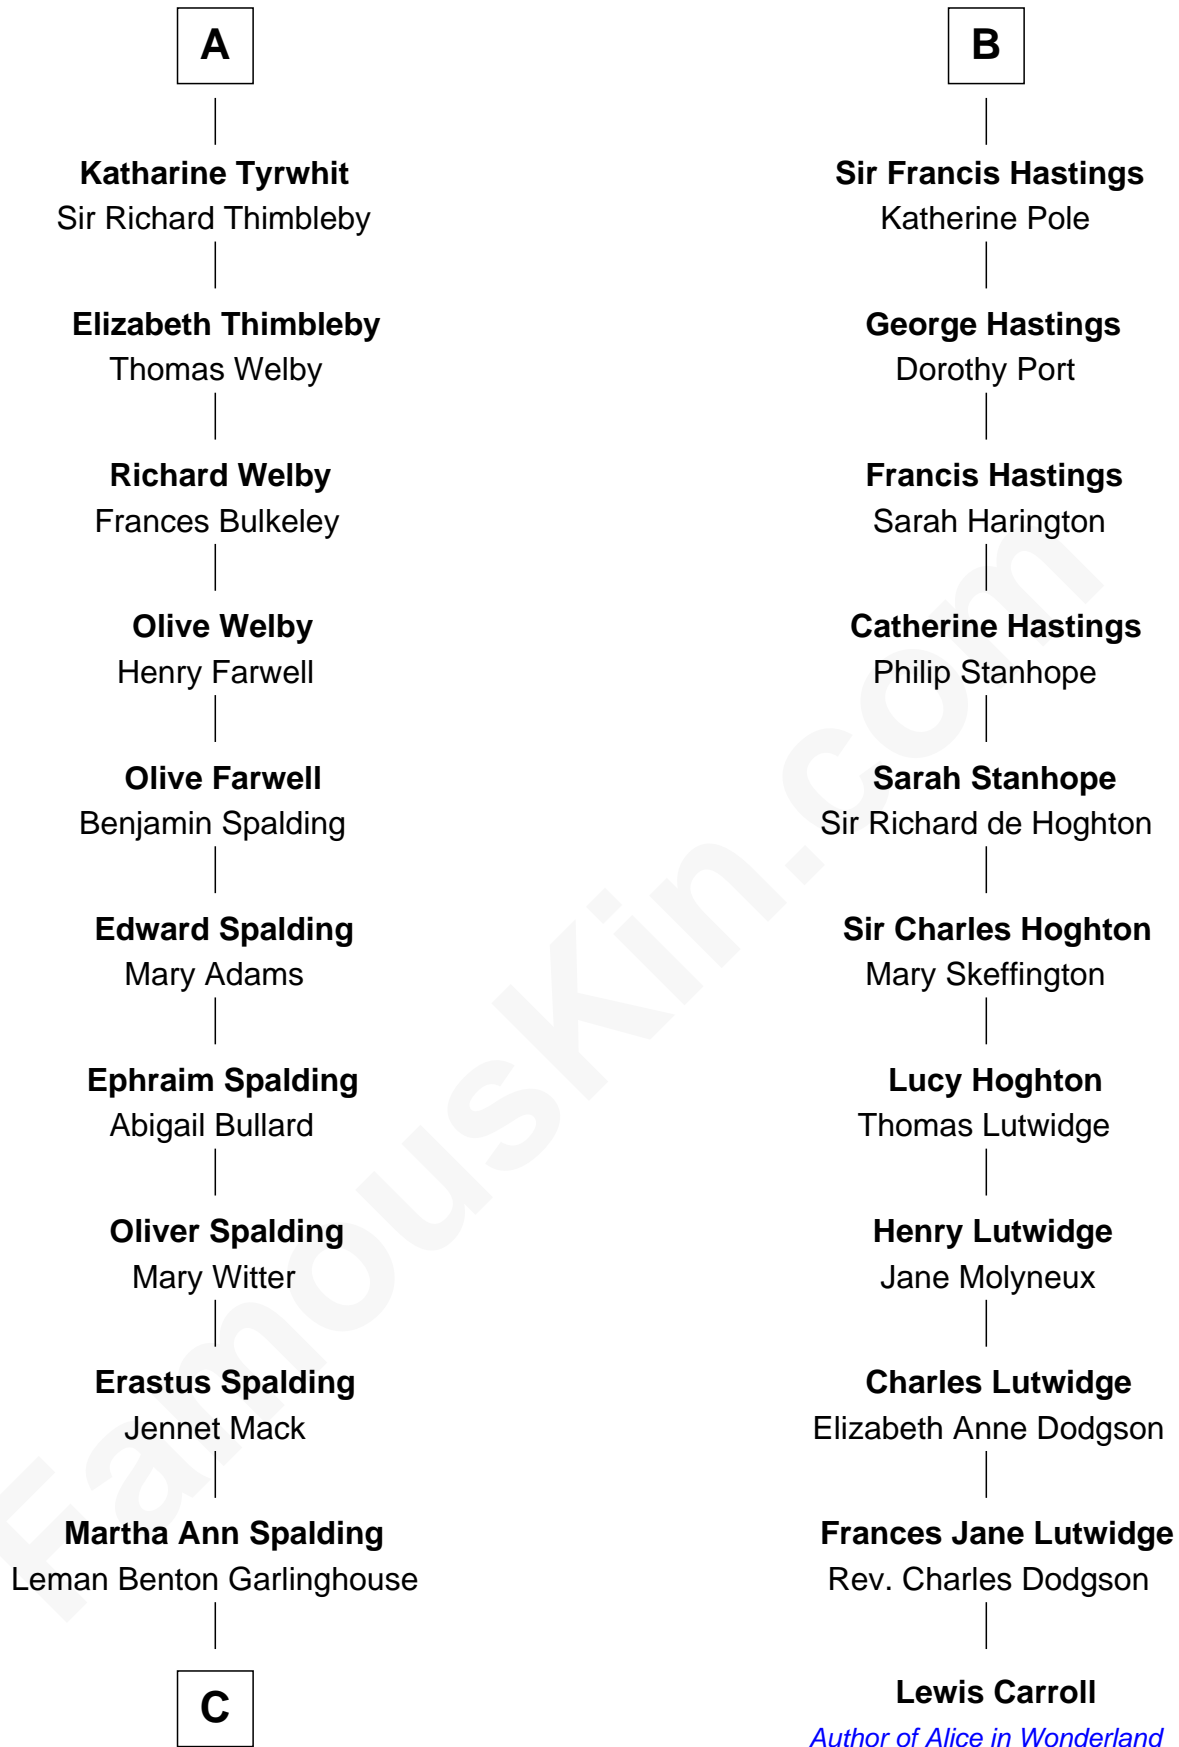 A
Katharine Tyrwhit
Sir Richard Thimbleby
Elizabeth Thimbleby
Thomas Welby
Richard Welby
Frances Bulkeley
Olive Welby
Henry Farwell
Olive Farwell
Benjamin Spalding
Edward Spalding
Mary Adams
Ephraim Spalding
Abigail Bullard
Oliver Spalding
Mary Witter
Erastus Spalding
Jennet Mack
Martha Ann Spalding
Leman Benton Garlinghouse
C
B
Sir Francis Hastings
Katherine Pole
George Hastings
Dorothy Port
Francis Hastings
Sarah Harington
Catherine Hastings
Philip Stanhope
Sarah Stanhope
Sir Richard de Hoghton
Sir Charles Hoghton
Mary Skeffington
Lucy Hoghton
Thomas Lutwidge
Henry Lutwidge
Jane Molyneux
Charles Lutwidge
Elizabeth Anne Dodgson
Frances Jane Lutwidge
Rev. Charles Dodgson
Lewis Carroll
Author of Alice in Wonderland
FamousKin.com